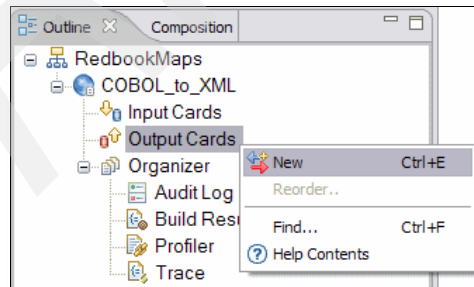 Outline Composition
RedbookMaps
COBOL_to_XML
Input Cards
Output Cards
Organizer
Audit Log
Build Resu
Profiler
Trace
New Ctrl+E
Reorder..
Find... Ctrl+F
Help Contents